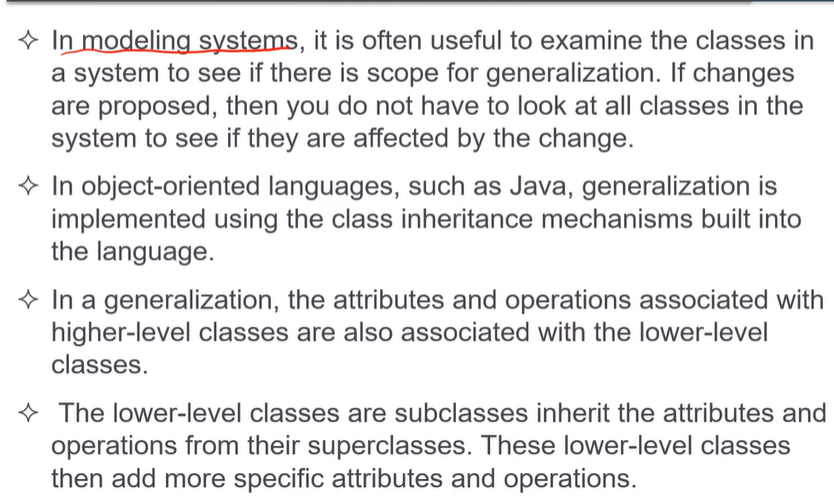 In modeling systems, it is often useful to examine the classes in
a system to see if there is scope for generalization. If changes
are proposed, then you do not have to look at all classes in the
system to see if they are affected by the change.
In object-oriented languages, such as Java, generalization is
implemented using the class inheritance mechanisms built into
the language.
In a generalization, the attributes and operations associated with
higher-level classes are also associated with the lower-level
classes.
The lower-level classes are subclasses inherit the attributes and
operations from their superclasses. These lower-level classes
then add more specific attributes and operations.